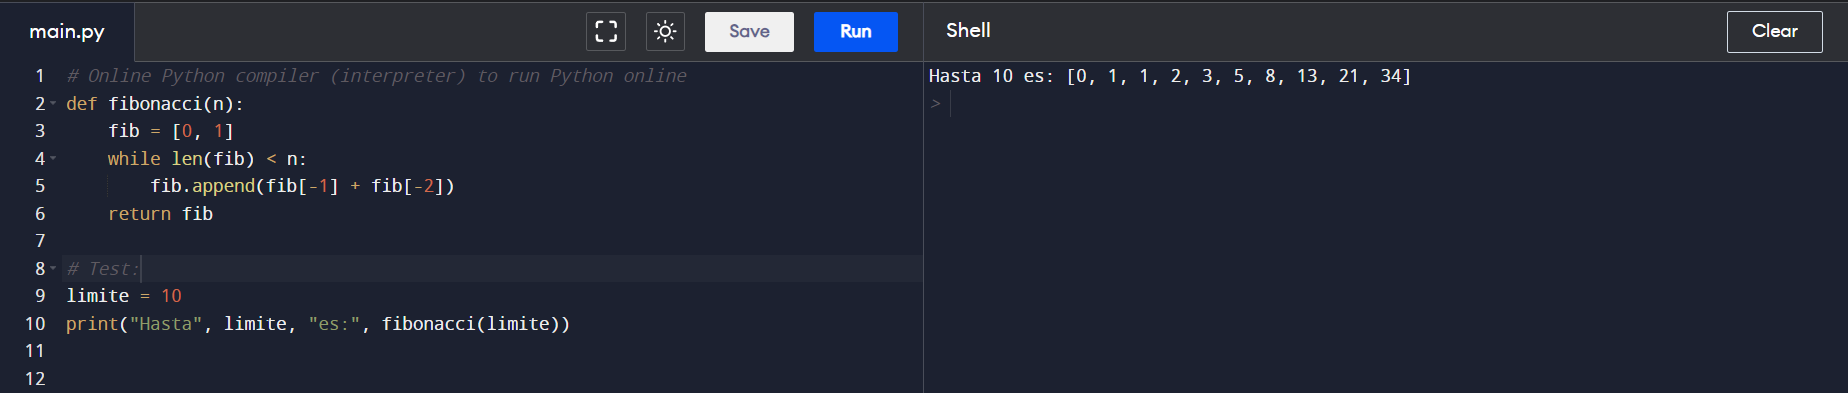 main.py
Save
Run
Shell
Clear
1 # Online Python compiler (interpreter) to run Python online
2 def fibonacci(n):
3     fib = [0, 1]
4     while len(fib) < n:
5         fib.append(fib[-1] + fib[-2])
6     return fib
7
8 # Test:
9 limite = 10
10 print("Hasta", limite, "es:", fibonacci(limite))
11
12
Hasta 10 es: [0, 1, 1, 2, 3, 5, 8, 13, 21, 34]
>